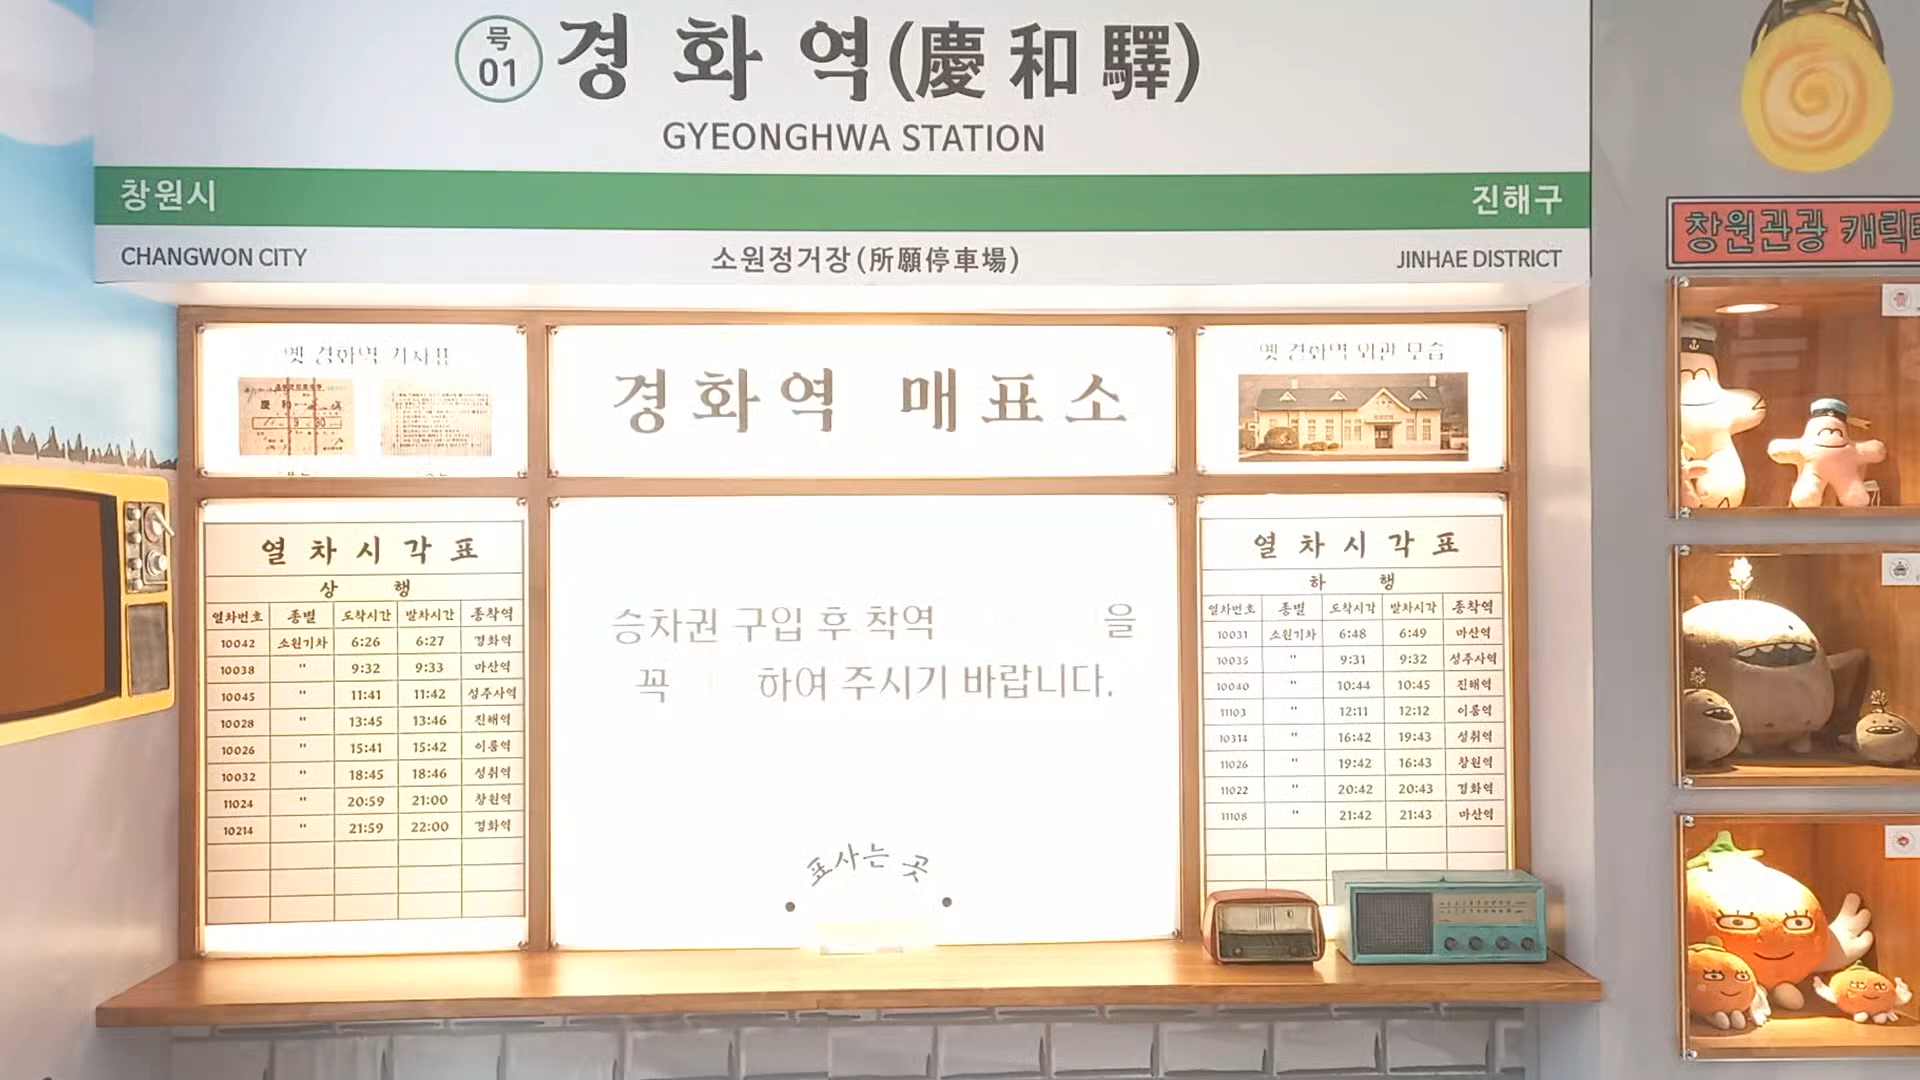 号
01
경화역(慶和驛)
GYEONGHWA STATION
창원시
진해구
CHANGWON CITY
소원정거장(所願停車場)
JINHAE DISTRICT
창원관광 캐릭터
옛 경화역 기차표
慶和
경화역 매표소
옛 경화역 외관 모습
열차시각표
상 행
열차번호 종별 도착시간 발차시간 종착역
10042 소원기차 6:26 6:27 경화역
10038 " 9:32 9:33 마산역
10045 " 11:41 11:42 성주사역
10028 " 13:45 13:46 진해역
10026 " 15:41 15:42 이룸역
10032 " 18:45 18:46 성취역
11024 " 20:59 21:00 창원역
10214 " 21:59 22:00 경화역
승차권 구입 후 착역 을
꼭 하여 주시기 바랍니다.
표사는 곳
열차시각표
하 행
열차번호 종별 도착시각 발차시각 종착역
10031 소원기차 6:48 6:49 마산역
10035 " 9:31 9:32 성주사역
10040 " 10:44 10:45 진해역
11103 " 12:11 12:12 이룸역
10314 " 16:42 19:43 성취역
11026 " 19:42 16:43 창원역
11022 " 20:42 20:43 경화역
11108 " 21:42 21:43 마산역